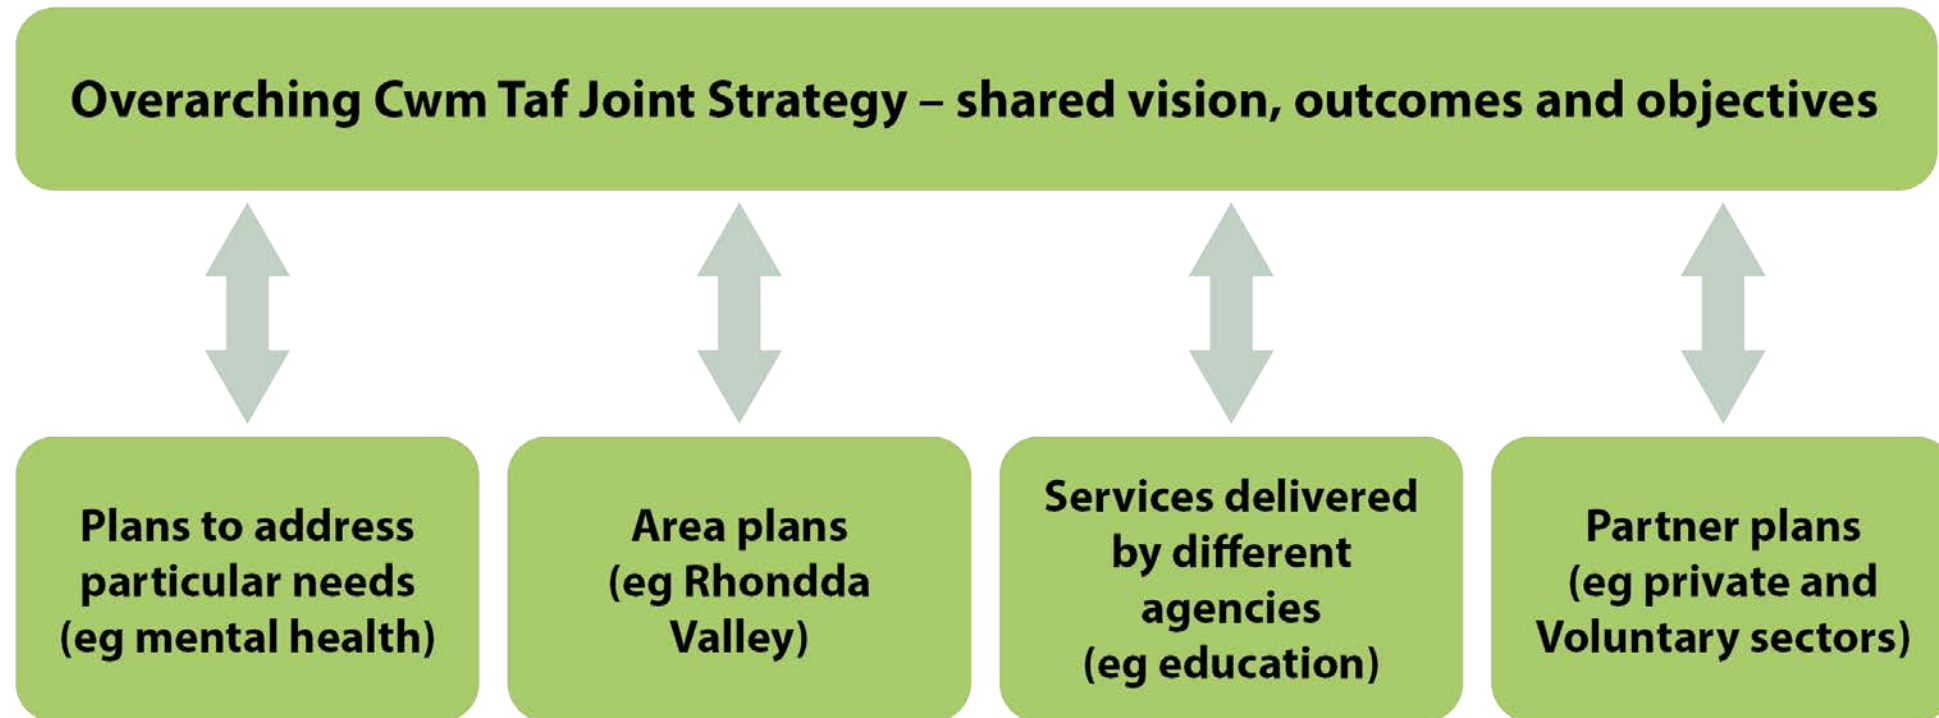 Overarching Cwm Taf Joint Strategy – shared vision, outcomes and objectives
Plans to address
particular needs
(eg mental health)
Area plans
(eg Rhondda
Valley)
Services delivered
by different
agencies
(eg education)
Partner plans
(eg private and
Voluntary sectors)